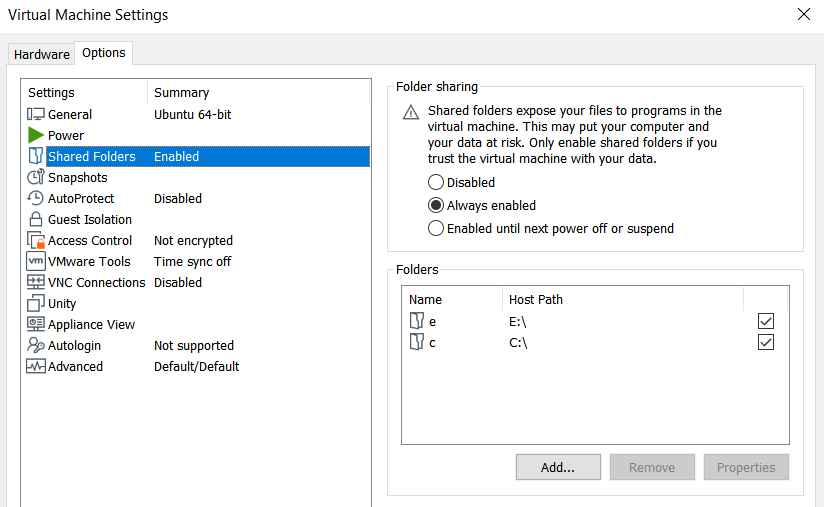 Virtual Machine Settings
Hardware Options
Settings Summary
General Ubuntu 64-bit
Power
Shared Folders Enabled
Snapshots
AutoProtect Disabled
Guest Isolation
Access Control Not encrypted
vm VMware Tools Time sync off
VNC Connections Disabled
Unity
Appliance View
Autologin Not supported
Advanced Default/Default
Folder sharing
Shared folders expose your files to programs in the
virtual machine. This may put your computer and
your data at risk. Only enable shared folders if you
trust the virtual machine with your data.
Disabled
Always enabled
Enabled until next power off or suspend
Folders
Name Host Path
e E:\
c C:\
Add... Remove Properties